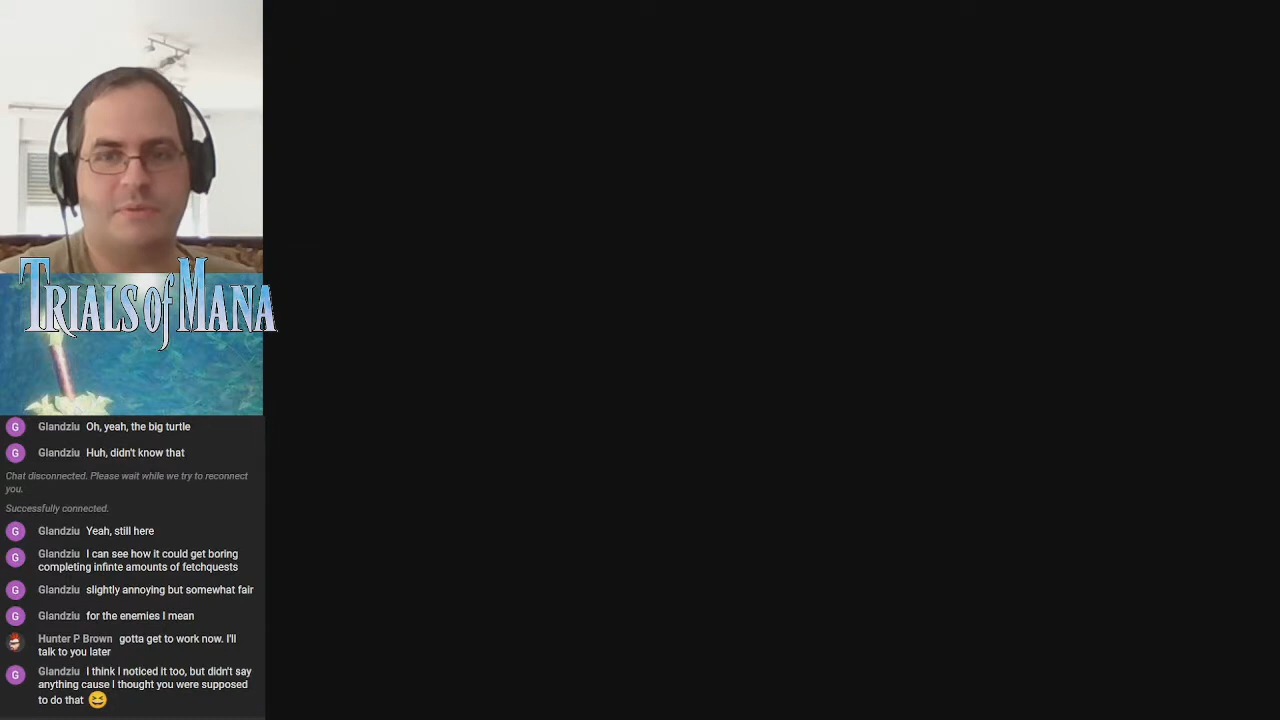 TRIALS of MANA
G Glandziu Oh, yeah, the big turtle
G Glandziu Huh, didn't know that
Chat disconnected. Please wait while we try to reconnect
you.
Successfully connected.
G Glandziu Yeah, still here
G Glandziu I can see how it could get boring
completing infinte amounts of fetchquests
G Glandziu slightly annoying but somewhat fair
G Glandziu for the enemies I mean
Hunter P Brown gotta get to work now. I'll
talk to you later
G Glandziu I think I noticed it too, but didn't say
anything cause I thought you were supposed
to do that 😆